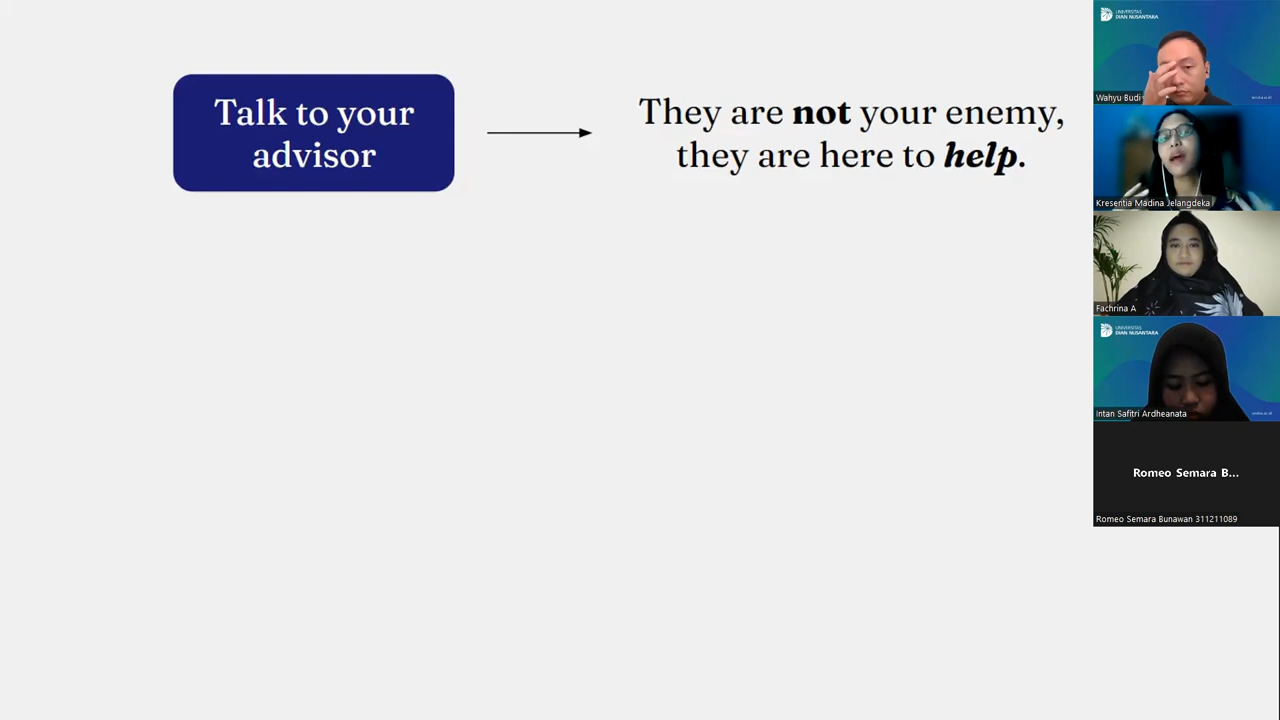 Talk to your
advisor
They are not your enemy,
they are here to help.
UNIVERSITAS
DIAN NUSANTARA
Wahyu Budi
Kresentia Madina Jelangdeka
Fachrina A
UNIVERSITAS
DIAN NUSANTARA
Intan Safitri Ardheanata
Romeo Semara B...
Romeo Semara Bunawan 311211089